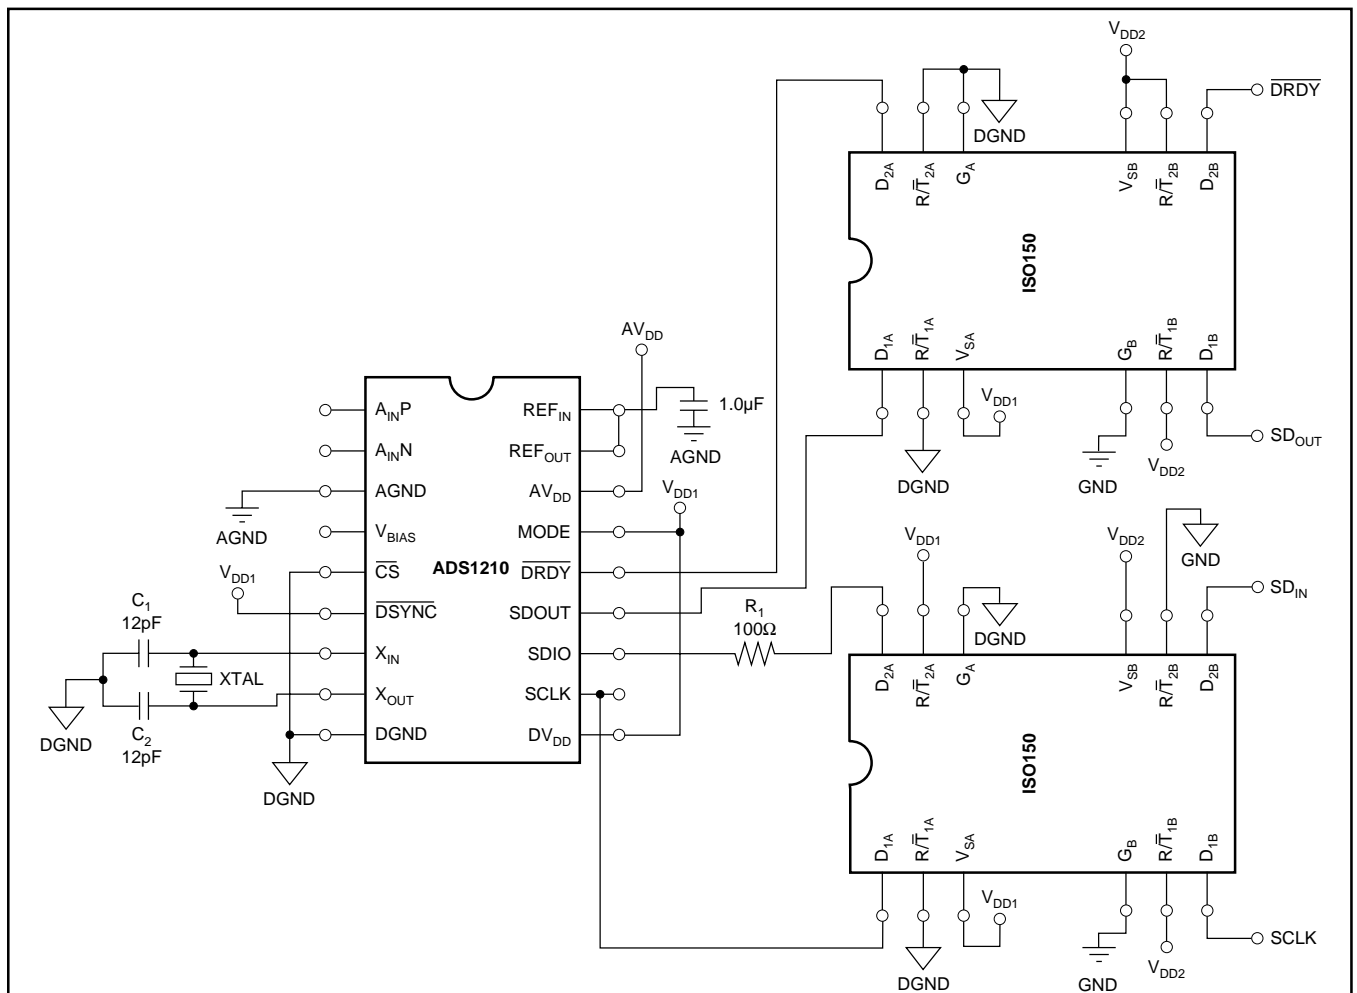 V_DD2
DRDY
DGND
D_2A
R/T_2A
G_A
V_SB
R/T_2B
D_2B
ISO150
D_1A
R/T_1A
V_SA
G_B
R/T_1B
D_1B
V_DD1
DGND
GND
V_DD2
SD_OUT
AV_DD
1.0µF
AGND
A_INP
A_INN
AGND
V_BIAS
CS
DSYNC
X_IN
X_OUT
DGND
ADS1210
REF_IN
REF_OUT
AV_DD
MODE
DRDY
SDOUT
SDIO
SCLK
DV_DD
AGND
V_DD1
V_DD1
C_1
12pF
XTAL
C_2
12pF
DGND
DGND
R_1
100Ω
V_DD1
DGND
V_DD2
GND
SD_IN
D_2A
R/T_2A
G_A
V_SB
R/T_2B
D_2B
ISO150
D_1A
R/T_1A
V_SA
G_B
R/T_1B
D_1B
V_DD1
DGND
GND
V_DD2
SCLK